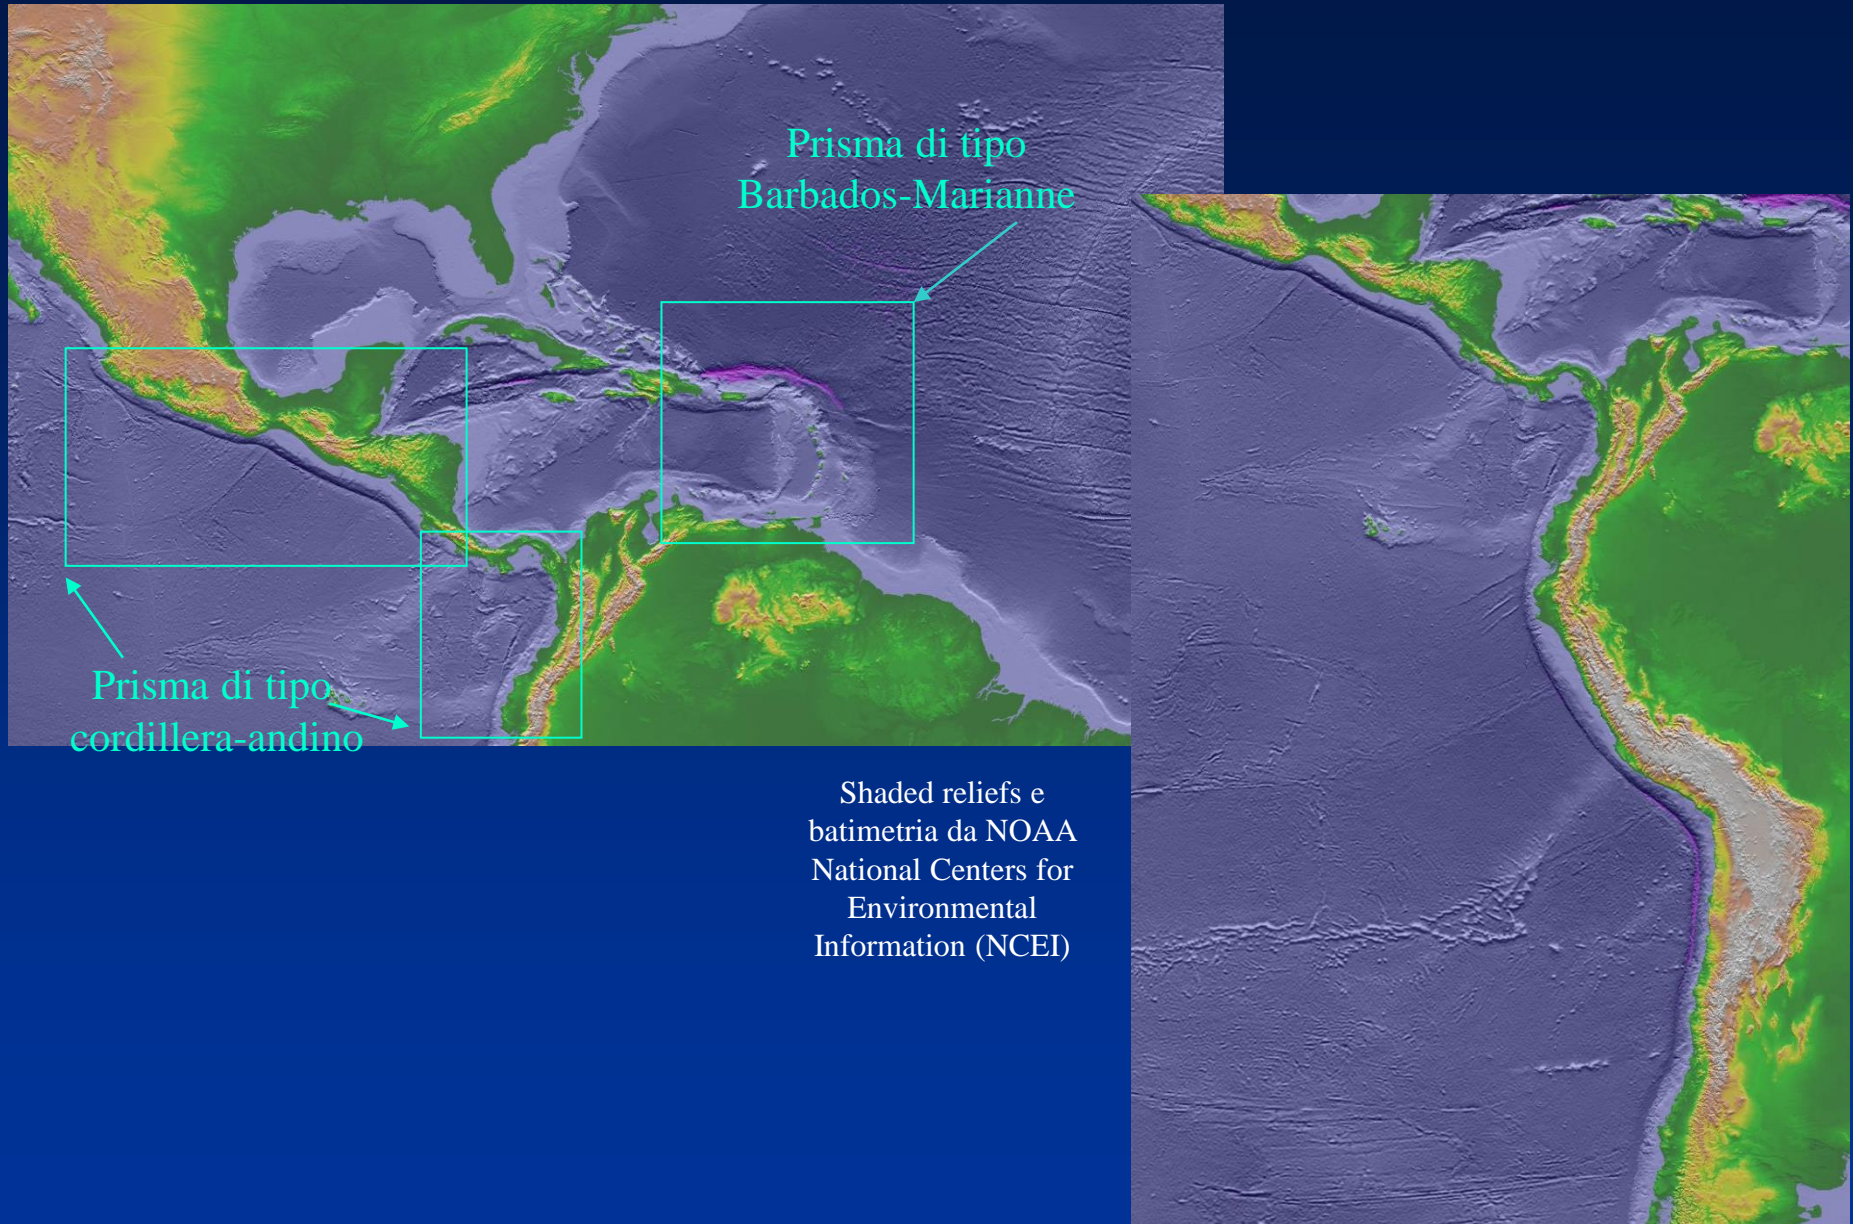 Prisma di tipo
Barbados-Marianne
Prisma di tipo
cordillera-andino
Shaded reliefs e
batimetria da NOAA
National Centers for
Environmental
Information (NCEI)